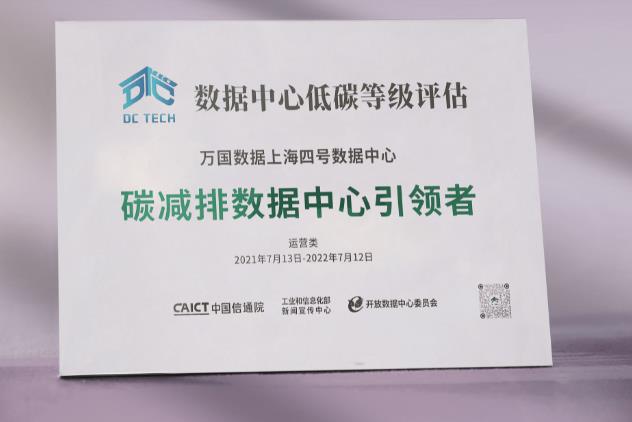 DC TECH
数据中心低碳等级评估
万国数据上海四号数据中心
碳减排数据中心引领者
运营类
2021年7月13日-2022年7月12日
CAICT 中国信通院
工业和信息化部
新闻宣传中心
开放数据中心委员会